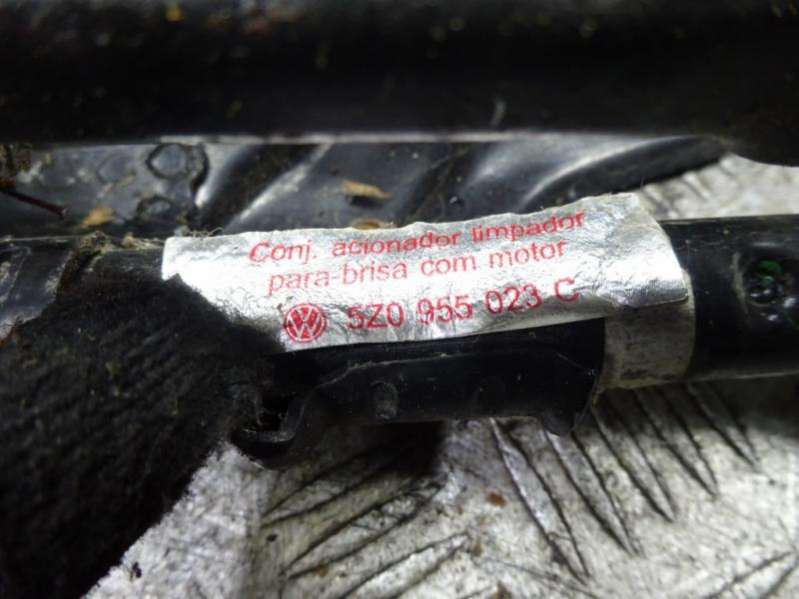 Conj. acionador limpador
para-brisa com motor
5Z0 955 023 C